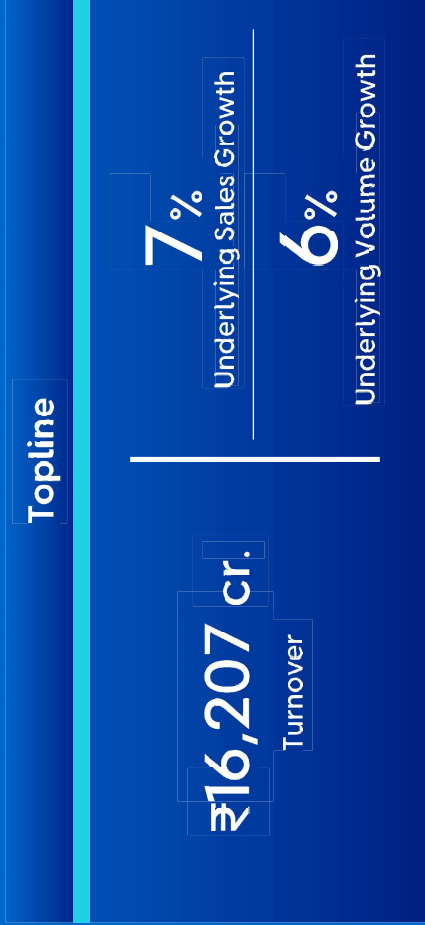 Topline
₹16,207 cr.
Turnover
7%
Underlying Sales Growth
6%
Underlying Volume Growth